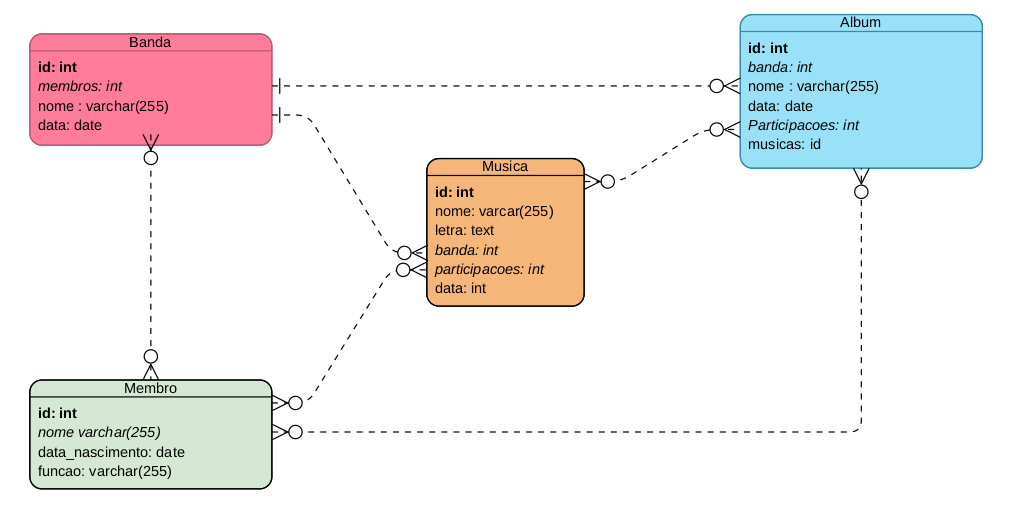 Banda
id: int
membros: int
nome : varchar(255)
data: date
Album
id: int
banda: int
nome : varchar(255)
data: date
Participacoes: int
musicas: id
Musica
id: int
nome: varcar(255)
letra: text
banda: int
participacoes: int
data: int
Membro
id: int
nome varchar(255)
data_nascimento: date
funcao: varchar(255)